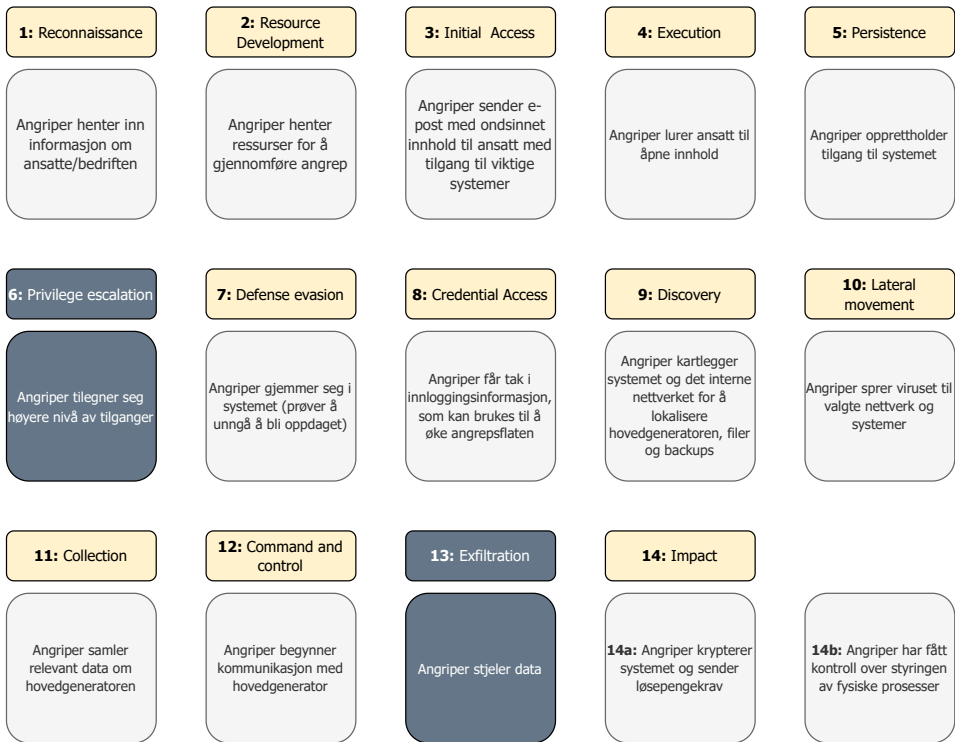 1: Reconnaissance
2: Resource
Development
3: Initial Access
4: Execution
5: Persistence
Angriper henter inn
informasjon om
ansatte/bedriften
Angriper henter
ressurser for å
gjennomføre angrep
Angriper sender e-
post med ondsinnet
innhold til ansatt med
tilgang til viktige
systemer
Angriper lurer ansatt til
åpne innhold
Angriper opprettholder
tilgang til systemet
6: Privilege escalation
7: Defense evasion
8: Credential Access
9: Discovery
10: Lateral
movement
Angriper tilegner seg
høyere nivå av tilganger
Angriper gjemmer seg i
systemet (prøver å
unngå å bli oppdaget)
Angriper får tak i
innloggingsinformasjon,
som kan brukes til å
øke angrepsflaten
Angriper kartlegger
systemet og det interne
nettverket for å
lokalisere
hovedgeneratoren, filer
og backups
Angriper sprer viruset til
valgte nettverk og
systemer
11: Collection
12: Command and
control
13: Exfiltration
14: Impact
Angriper samler
relevant data om
hovedgeneratoren
Angriper begynner
kommunikasjon med
hovedgenerator
Angriper stjeler data
14a: Angriper krypterer
systemet og sender
løsepengekrav
14b: Angriper har fått
kontroll over styringen
av fysiske prosesser